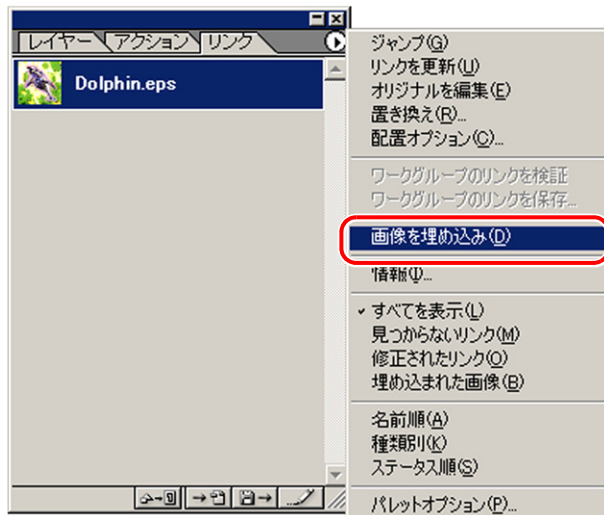 レイヤー アクション リンク
Dolphin.eps
ジャンプ(G)
リンクを更新(U)
オリジナルを編集(E)
置き換え(R)...
配置オプション(C)...
ワークグループのリンクを検証
ワークグループのリンクを保存...
画像を埋め込み(D)
情報(I)...
すべてを表示(L)
見つからないリンク(M)
修正されたリンク(O)
埋め込まれた画像(B)
名前順(A)
種類別(K)
ステータス順(S)
パレットオプション(P)...